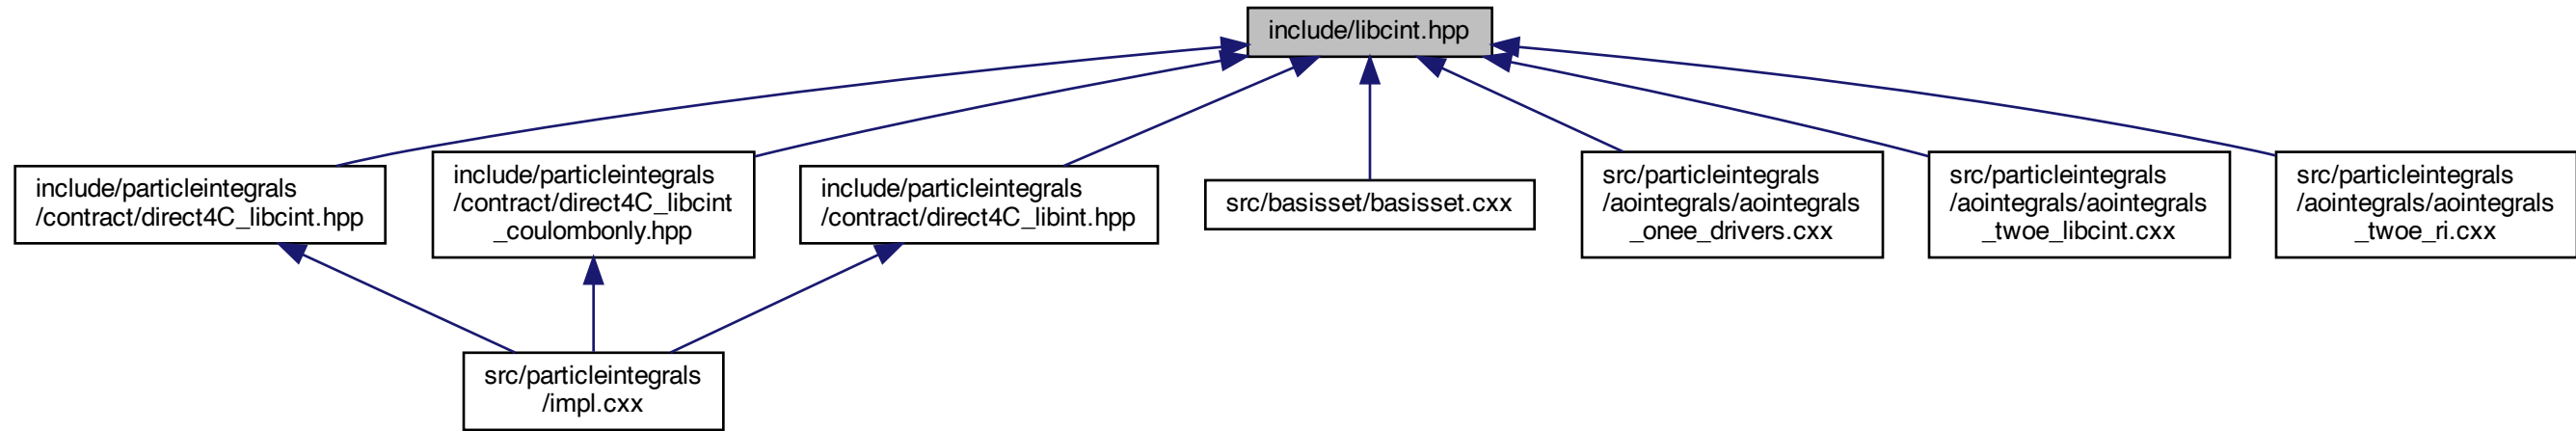 include/libcint.hpp
include/particleintegrals
/contract/direct4C_libcint.hpp
include/particleintegrals
/contract/direct4C_libcint
_coulombonly.hpp
include/particleintegrals
/contract/direct4C_libint.hpp
src/basisset/basisset.cxx
src/particleintegrals
/aointegrals/aointegrals
_onee_drivers.cxx
src/particleintegrals
/aointegrals/aointegrals
_twoe_libcint.cxx
src/particleintegrals
/aointegrals/aointegrals
_twoe_ri.cxx
src/particleintegrals
/impl.cxx